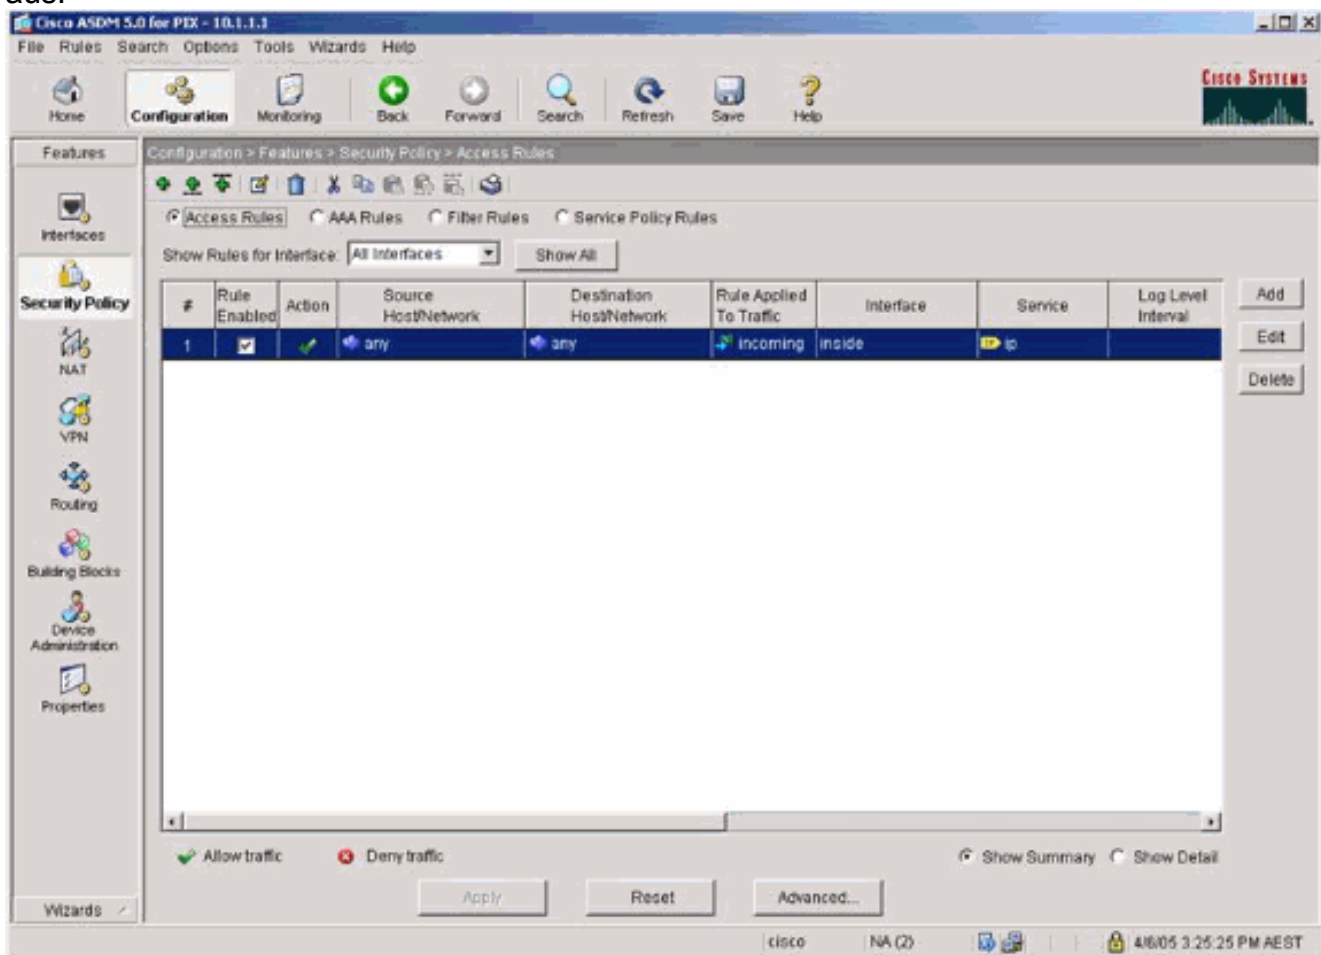 aus.
Cisco ASDM 5.0 for PIX - 10.1.1.1
File Rules Search Options Tools Wizards Help
Home Configuration Monitoring Back Forward Search Refresh Save Help
CISCO SYSTEMS
Features
Configuration > Features > Security Policy > Access Rules
Access Rules AAA Rules Filter Rules Service Policy Rules
Show Rules for Interface: All Interfaces Show All
# Rule Enabled Action Source Host/Network Destination Host/Network Rule Applied To Traffic Interface Service Log Level Interval
1 any any incoming inside ip
Add
Edit
Delete
Interfaces
Security Policy
NAT
VPN
Routing
Building Blocks
Device Administration
Properties
Allow traffic Deny traffic Show Summary Show Detail
Apply Reset Advanced...
Wizards
cisco NA (2) 4/6/05 3:25:25 PM AEST